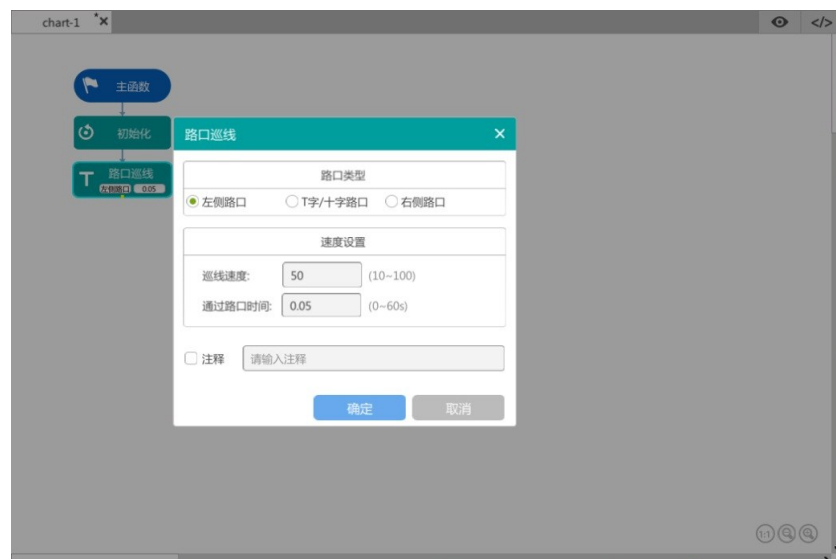 chart-1 *×
</>
主函数
初始化
路口巡线
左侧路口 0.05
路口巡线 ×
路口类型
左侧路口 T字/十字路口 右侧路口
速度设置
巡线速度: 50 (10~100)
通过路口时间: 0.05 (0~60s)
注释 请输入注释
确定 取消
1:1